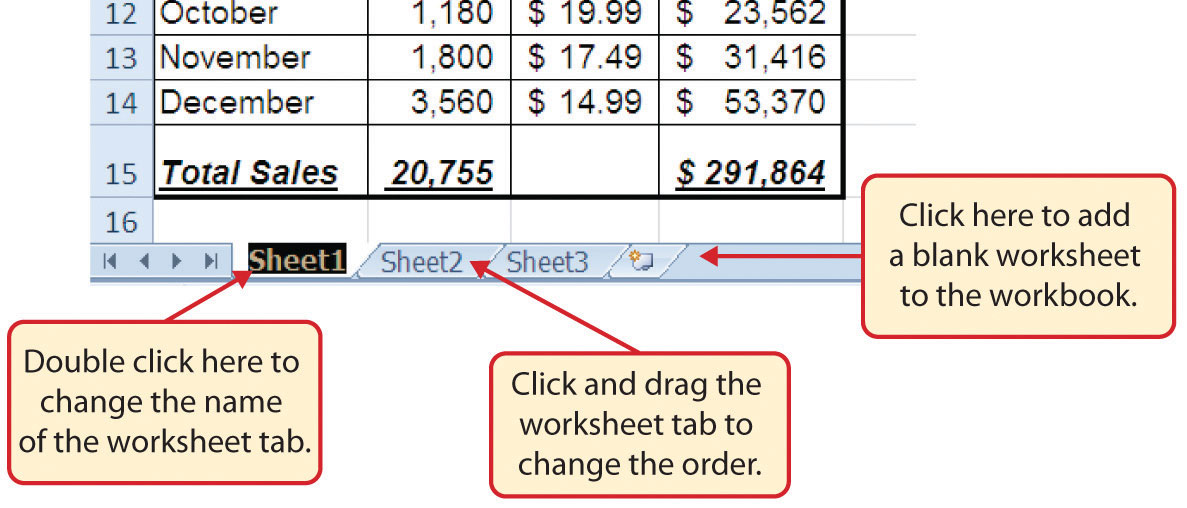 12 October 1,180 $ 19.99 $ 23,562
13 November 1,800 $ 17.49 $ 31,416
14 December 3,560 $ 14.99 $ 53,370
15 Total Sales 20,755 $ 291,864
16
Sheet1 Sheet2 Sheet3
Click here to add
a blank worksheet
to the workbook.
Double click here to
change the name
of the worksheet tab.
Click and drag the
worksheet tab to
change the order.